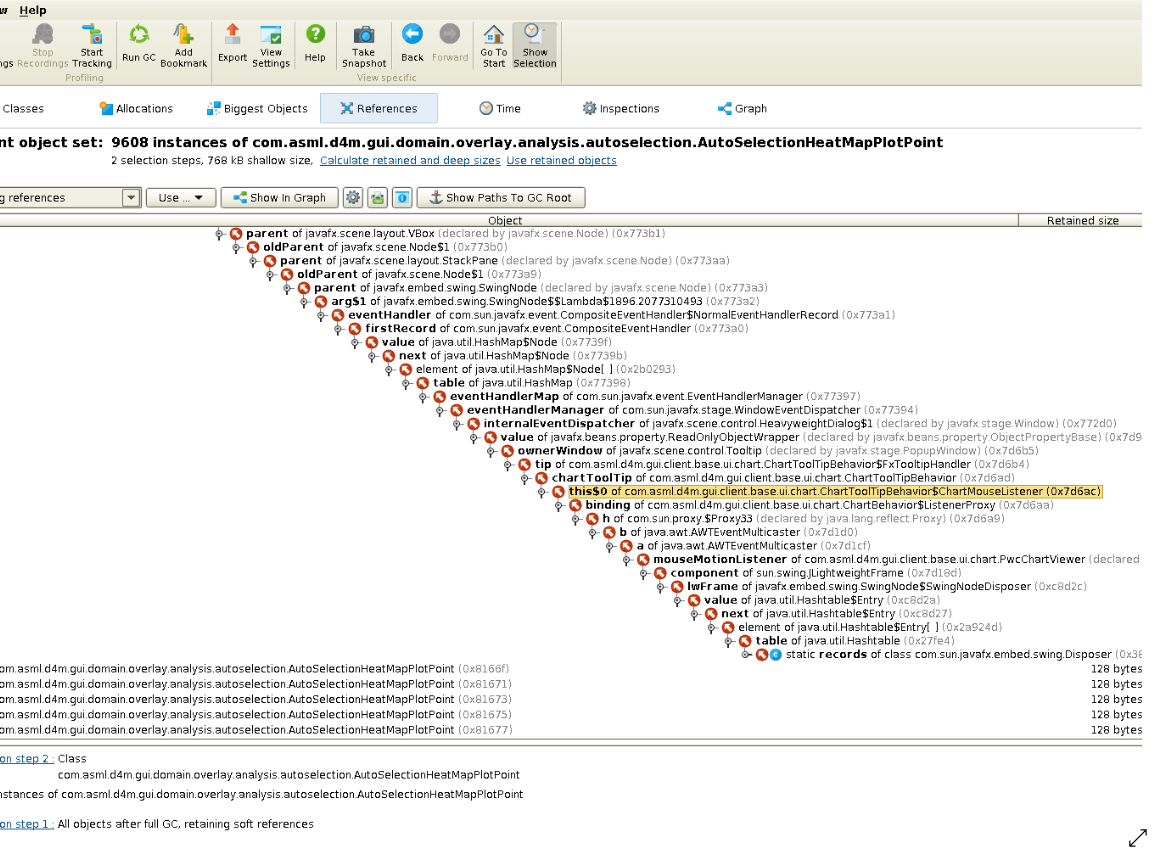 w Help
Stop Recordings
Start Tracking
Run GC
Add Bookmark
Export
View Settings
Help
Take Snapshot
Back
Forward
Go To Start
Show Selection
Profiling
View specific
Classes
Allocations
Biggest Objects
References
Time
Inspections
Graph
nt object set: 9608 instances of com.asml.d4m.gui.domain.overlay.analysis.autoselection.AutoSelectionHeatMapPlotPoint
2 selection steps, 768 kB shallow size, Calculate retained and deep sizes Use retained objects
g references
Use ...
Show In Graph
Show Paths To GC Root
Object
Retained size
parent of javafx.scene.layout.VBox (declared by javafx.scene.Node) (0x773b1)
oldParent of javafx.scene.Node$1 (0x773b0)
parent of javafx.scene.layout.StackPane (declared by javafx.scene.Node) (0x773aa)
oldParent of javafx.scene.Node$1 (0x773a9)
parent of javafx.embed.swing.SwingNode (declared by javafx.scene.Node) (0x773a3)
arg$1 of javafx.embed.swing.SwingNode$$Lambda$1896.2077310493 (0x773a2)
eventHandler of com.sun.javafx.event.CompositeEventHandler$NormalEventHandlerRecord (0x773a1)
firstRecord of com.sun.javafx.event.CompositeEventHandler (0x773a0)
value of java.util.HashMap$Node (0x7739f)
next of java.util.HashMap$Node (0x7739b)
element of java.util.HashMap$Node[ ] (0x2b0293)
table of java.util.HashMap (0x77398)
eventHandlerMap of com.sun.javafx.event.EventHandlerManager (0x77397)
eventHandlerManager of com.sun.javafx.stage.WindowEventDispatcher (0x77394)
internalEventDispatcher of javafx.scene.control.HeavyweightDialog$1 (declared by javafx.stage.Window) (0x772d0)
value of javafx.beans.property.ReadOnlyObjectWrapper (declared by javafx.beans.property.ObjectPropertyBase) (0x7d9
ownerWindow of javafx.scene.control.Tooltip (declared by javafx.stage.PopupWindow) (0x7d6b5)
tip of com.asml.d4m.gui.client.base.ui.chart.ChartToolTipBehavior$FxTooltipHandler (0x7d6b4)
chartToolTip of com.asml.d4m.gui.client.base.ui.chart.ChartToolTipBehavior (0x7d6ad)
this$0 of com.asml.d4m.gui.client.base.ui.chart.ChartToolTipBehavior$ChartMouseListener (0x7d6ac)
binding of com.asml.d4m.gui.client.base.ui.chart.ChartBehavior$ListenerProxy (0x7d6aa)
h of com.sun.proxy.$Proxy33 (declared by java.lang.reflect.Proxy) (0x7d6a9)
b of java.awt.AWTEventMulticaster (0x7d1d0)
a of java.awt.AWTEventMulticaster (0x7d1cf)
mouseMotionListener of com.asml.d4m.gui.client.base.ui.chart.PwcChartViewer (declared
component of sun.swing.JLightweightFrame (0x7d18d)
lwFrame of javafx.embed.swing.SwingNode$SwingNodeDisposer (0xc8d2c)
value of java.util.Hashtable$Entry (0xc8d2a)
next of java.util.Hashtable$Entry (0xc8d27)
element of java.util.Hashtable$Entry[ ] (0x2a924d)
table of java.util.Hashtable (0x27fe4)
static records of class com.sun.javafx.embed.swing.Disposer (0x38
om.asml.d4m.gui.domain.overlay.analysis.autoselection.AutoSelectionHeatMapPlotPoint (0x8166f) 128 bytes
om.asml.d4m.gui.domain.overlay.analysis.autoselection.AutoSelectionHeatMapPlotPoint (0x81671) 128 bytes
om.asml.d4m.gui.domain.overlay.analysis.autoselection.AutoSelectionHeatMapPlotPoint (0x81673) 128 bytes
om.asml.d4m.gui.domain.overlay.analysis.autoselection.AutoSelectionHeatMapPlotPoint (0x81675) 128 bytes
om.asml.d4m.gui.domain.overlay.analysis.autoselection.AutoSelectionHeatMapPlotPoint (0x81677) 128 bytes
on step 2 : Class
com.asml.d4m.gui.domain.overlay.analysis.autoselection.AutoSelectionHeatMapPlotPoint
nstances of com.asml.d4m.gui.domain.overlay.analysis.autoselection.AutoSelectionHeatMapPlotPoint
on step 1 : All objects after full GC, retaining soft references